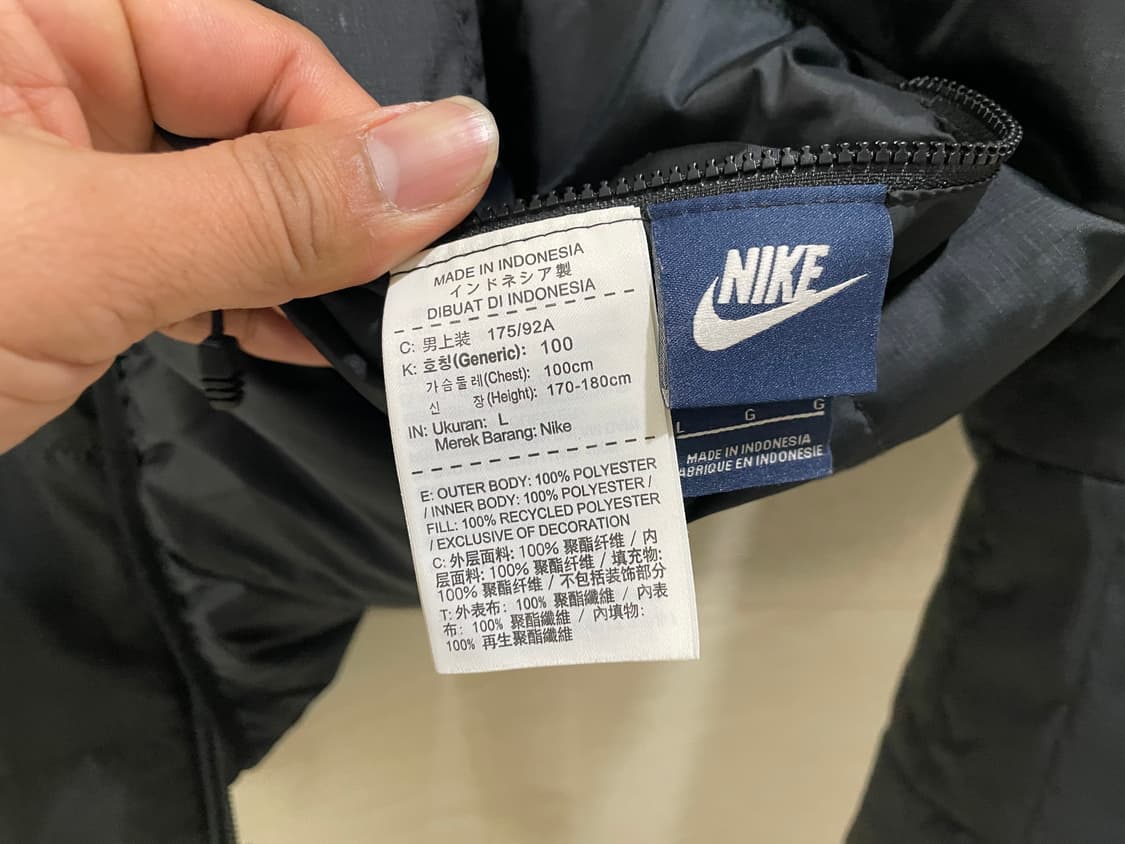 MADE IN INDONESIA
インドネシア製
DIBUAT DI INDONESIA
C: 男上装 175/92A
K: 호칭(Generic): 100
가슴둘레(Chest): 100cm
신 장(Height): 170-180cm
IN: Ukuran: L
Merek Barang: Nike
E: OUTER BODY: 100% POLYESTER
/ INNER BODY: 100% POLYESTER /
FILL: 100% RECYCLED POLYESTER
/ EXCLUSIVE OF DECORATION
C: 外层面料: 100% 聚酯纤维 / 内
层面料: 100% 聚酯纤维 / 填充物:
100% 聚酯纤维 / 不包括装饰部分
T: 外表布: 100% 聚酯纖維 / 內表
布: 100% 聚酯纖維 / 內填物:
100% 再生聚酯纖維
NIKE
L G G
MADE IN INDONESIA
ABRIQUE EN INDONESIE